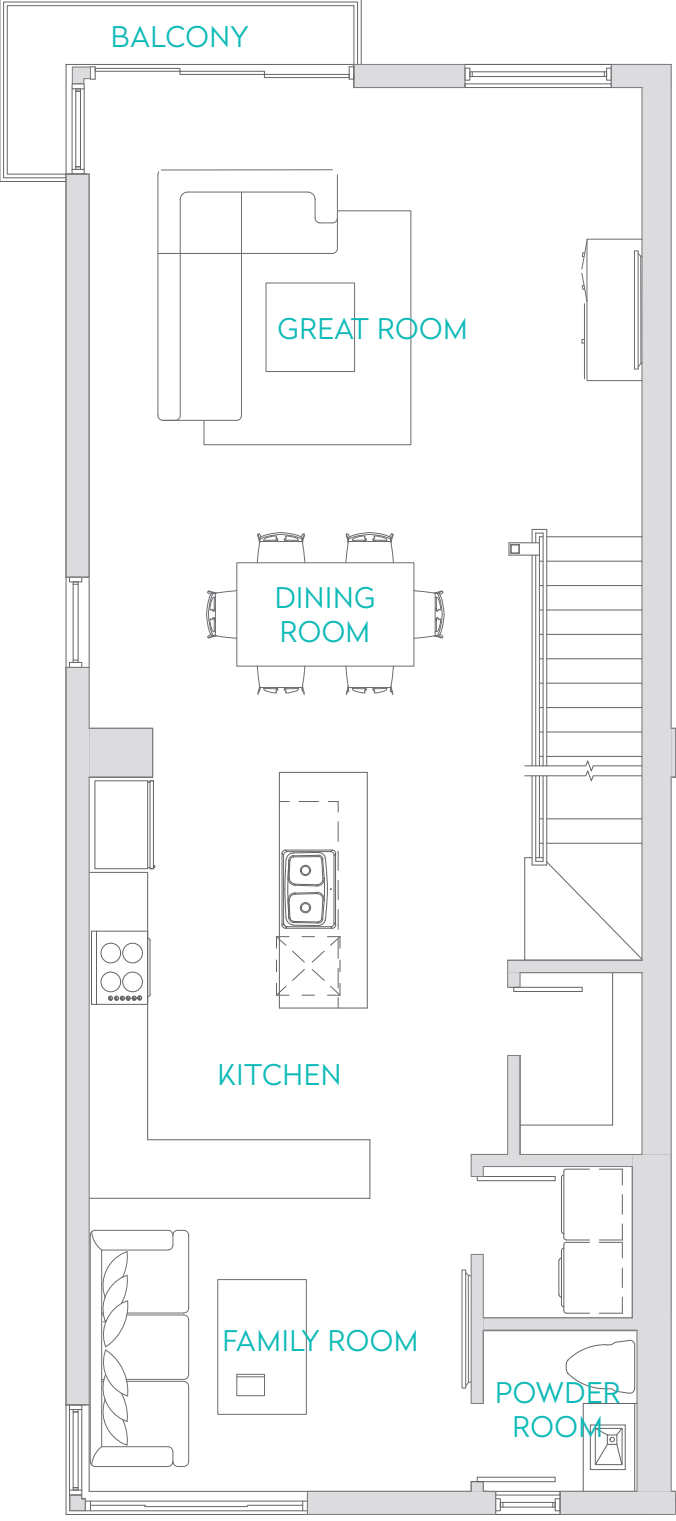 BALCONY
GREAT ROOM
DINING
ROOM
KITCHEN
FAMILY ROOM
POWDER
ROOM